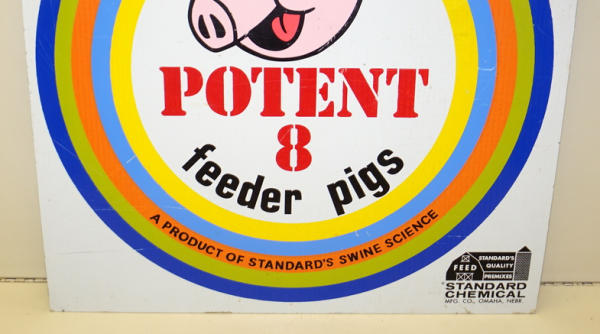 POTENT
8
feeder pigs
A PRODUCT OF STANDARD'S SWINE SCIENCE
FEED
STANDARD'S
QUALITY
PREMIXES
STANDARD
CHEMICAL
MFG. CO., OMAHA, NEBR.